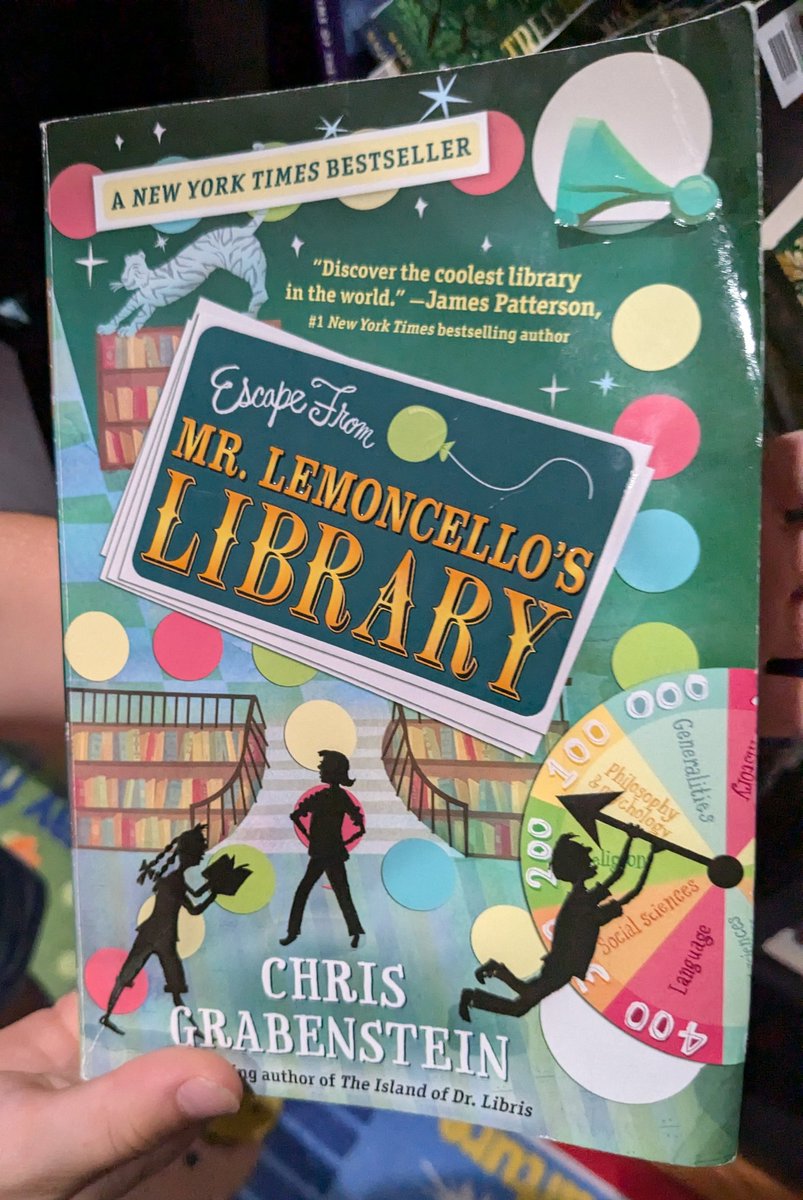 A NEW YORK TIMES BESTSELLER
"Discover the coolest library
in the world." —James Patterson,
#1 New York Times bestselling author
Escape From
MR. LEMONCELLO'S
LIBRARY
000
Generalities
History
100
Philosophy
& Psychology
200
Religion
Social sciences
Language
400
CHRIS
GRABENSTEIN
author of The Island of Dr. Libris